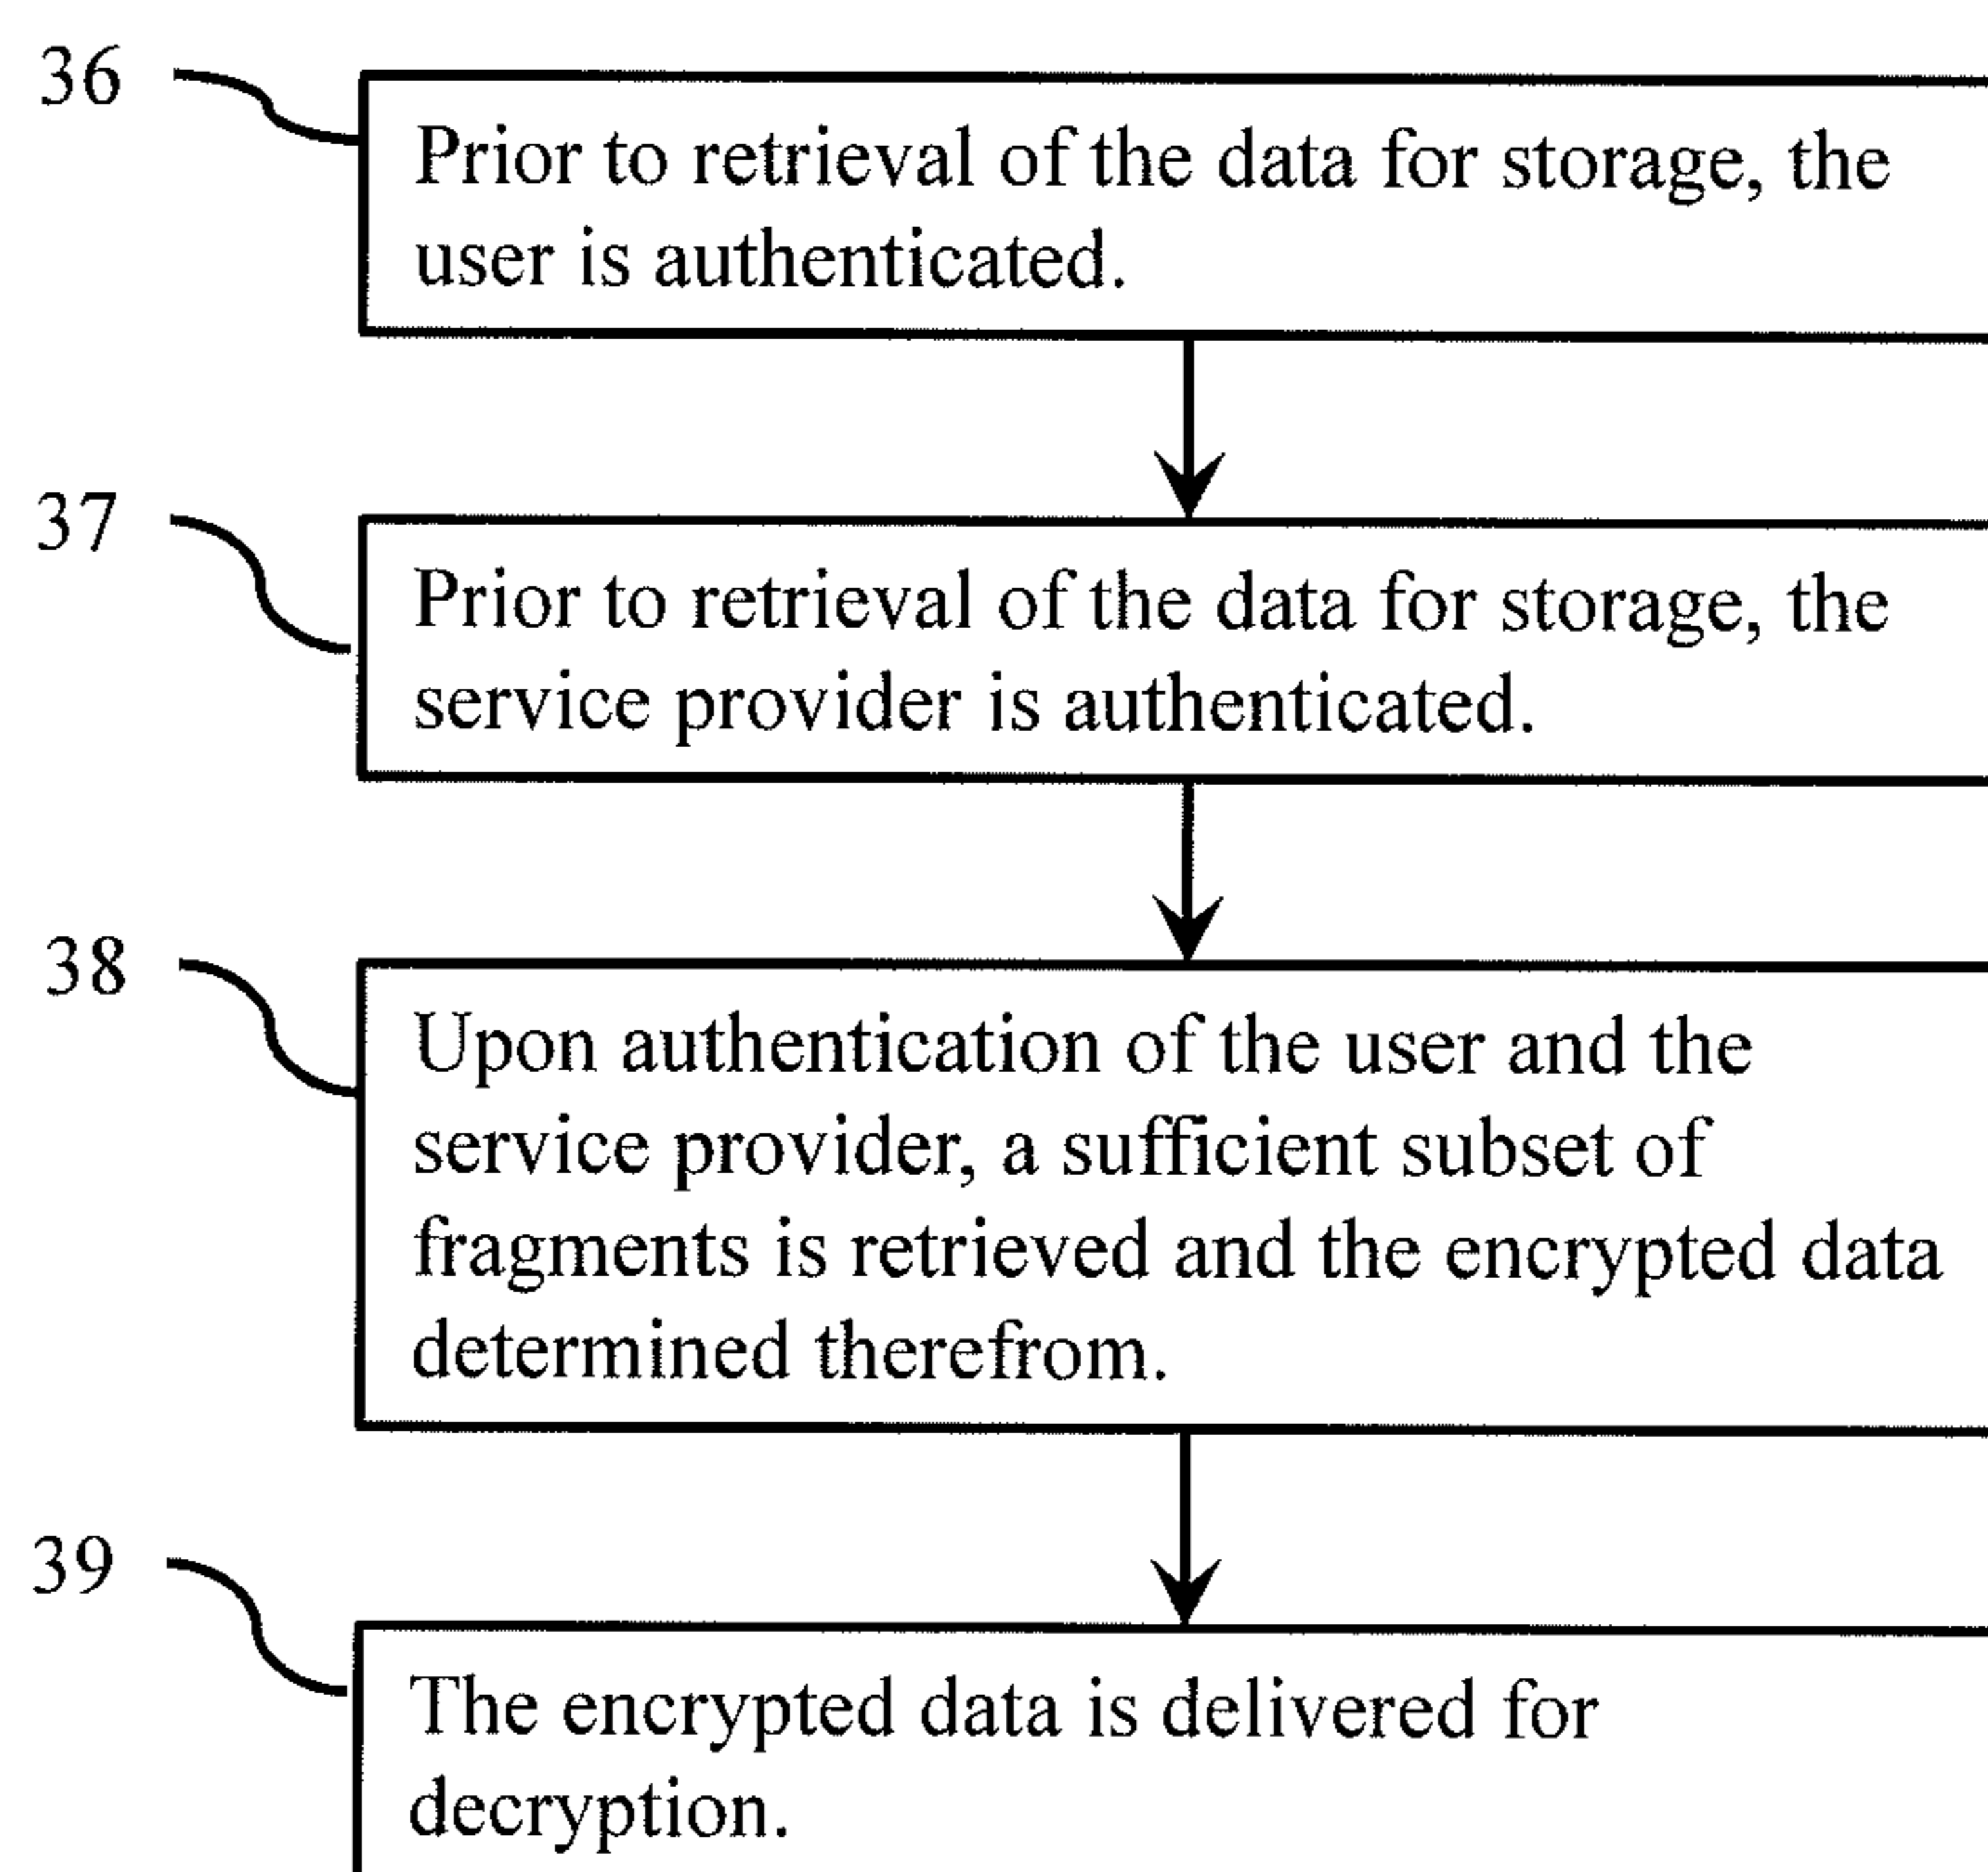 36
Prior to retrieval of the data for storage, the
user is authenticated.
37
Prior to retrieval of the data for storage, the
service provider is authenticated.
38
Upon authentication of the user and the
service provider, a sufficient subset of
fragments is retrieved and the encrypted data
determined therefrom.
39
The encrypted data is delivered for
decryption.